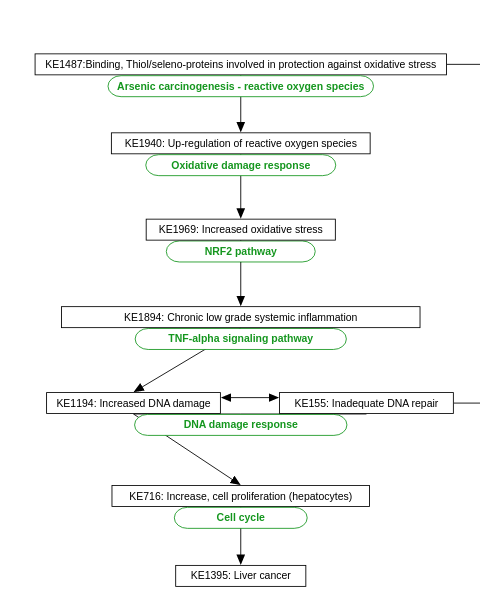 KE1487:Binding, Thiol/seleno-proteins involved in protection against oxidative stress
Arsenic carcinogenesis - reactive oxygen species
KE1940: Up-regulation of reactive oxygen species
Oxidative damage response
KE1969: Increased oxidative stress
NRF2 pathway
KE1894: Chronic low grade systemic inflammation
TNF-alpha signaling pathway
KE1194: Increased DNA damage
KE155: Inadequate DNA repair
DNA damage response
KE716: Increase, cell proliferation (hepatocytes)
Cell cycle
KE1395: Liver cancer